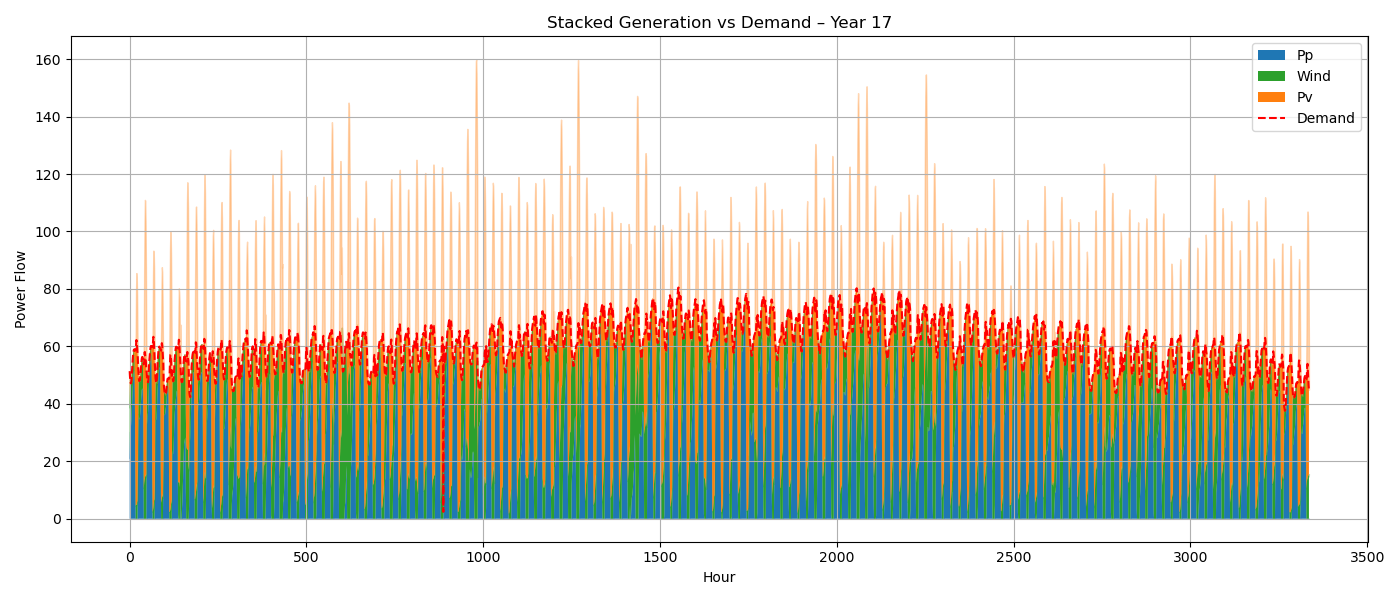 Stacked Generation vs Demand – Year 17
160
140
120
100
80
60
40
20
0
Power Flow
0 500 1000 1500 2000 2500 3000 3500
Hour
Pp
Wind
Pv
Demand